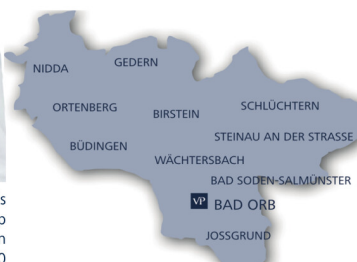 GEDERN
NIDDA
ORTENBERG
BIRSTEIN
SCHLÜCHTERN
BÜDINGEN
STEINAU AN DER STRASSE
WÄCHTERSBACH
BAD SODEN-SALMÜNSTER
VP BAD ORB
JOSSGRUND